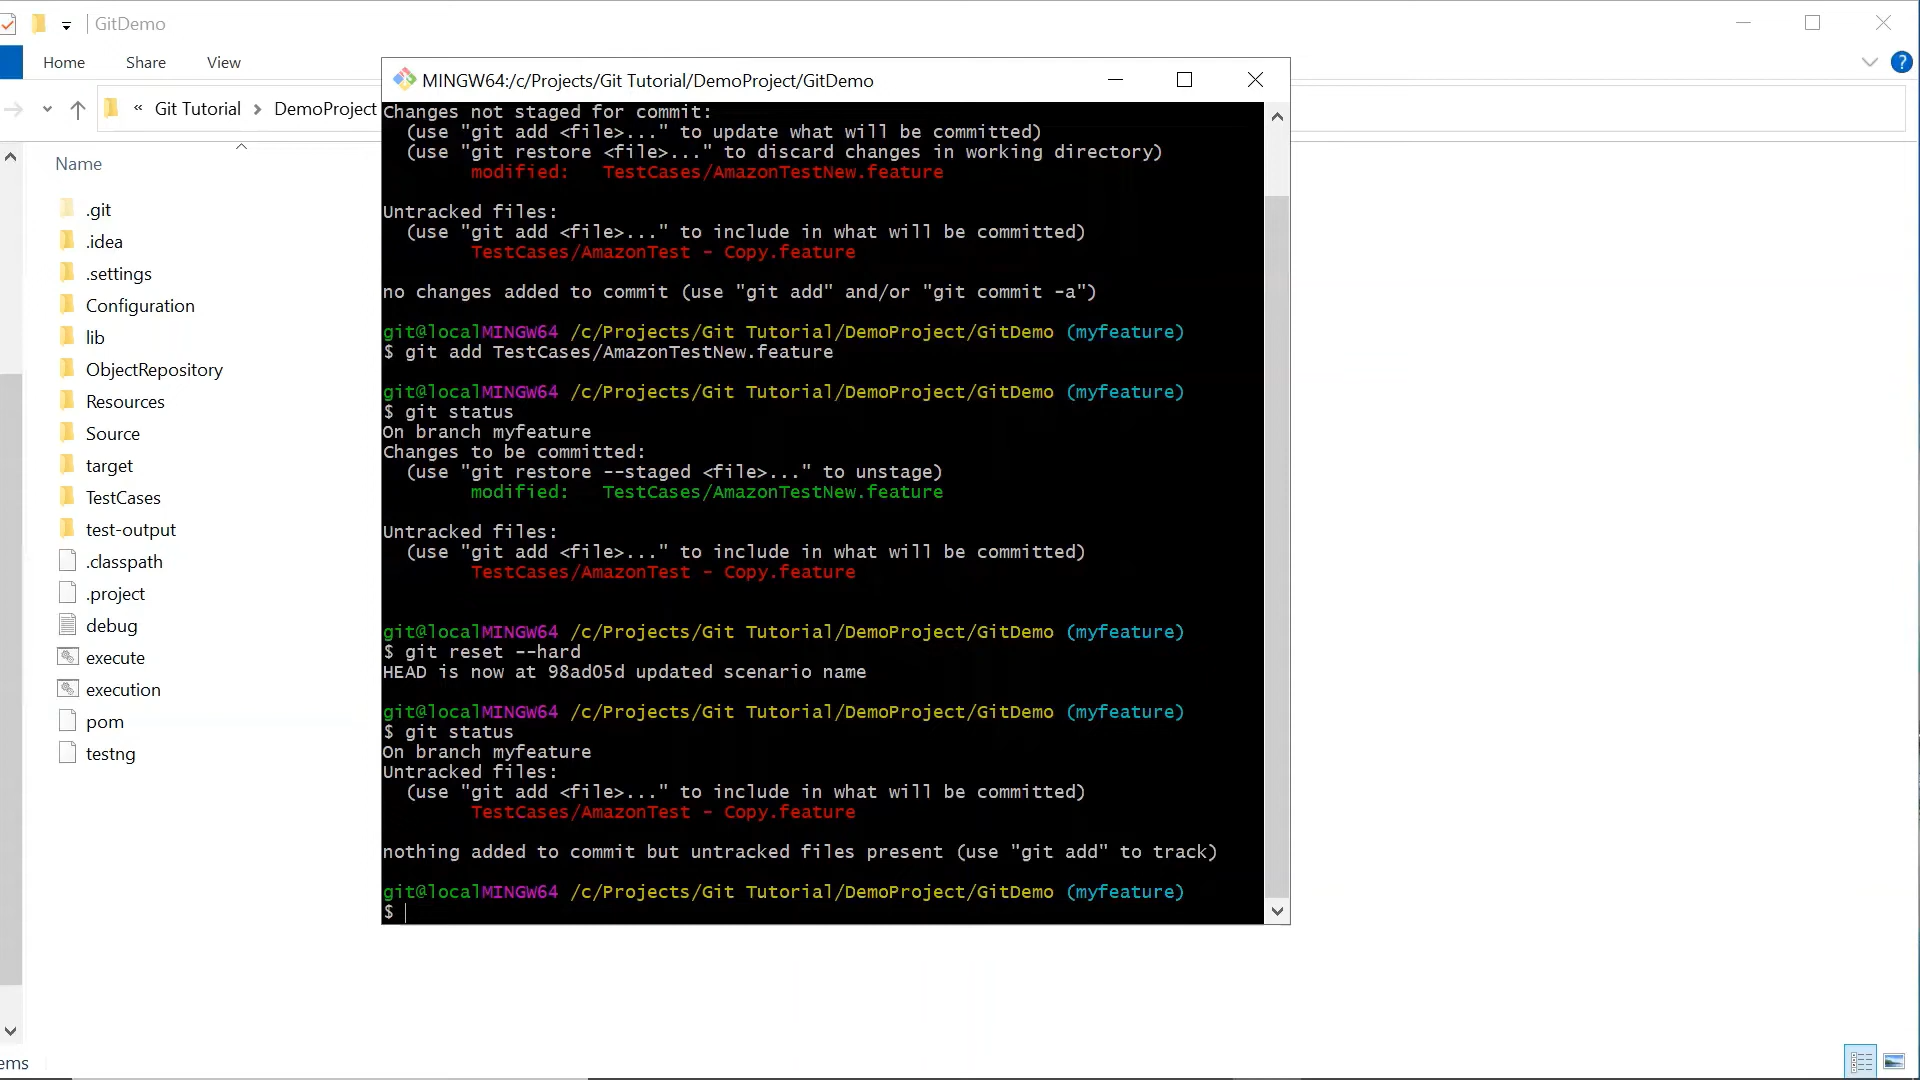 GitDemo
Home Share View
« Git Tutorial > DemoProject
Name
.git
.idea
.settings
Configuration
lib
ObjectRepository
Resources
Source
target
TestCases
test-output
.classpath
.project
debug
execute
execution
pom
testng
ems
MINGW64:/c/Projects/Git Tutorial/DemoProject/GitDemo
Changes not staged for commit:
(use "git add <file>..." to update what will be committed)
(use "git restore <file>..." to discard changes in working directory)
modified: TestCases/AmazonTestNew.feature
Untracked files:
(use "git add <file>..." to include in what will be committed)
TestCases/AmazonTest - Copy.feature
no changes added to commit (use "git add" and/or "git commit -a")
git@localMINGW64 /c/Projects/Git Tutorial/DemoProject/GitDemo (myfeature)
$ git add TestCases/AmazonTestNew.feature
git@localMINGW64 /c/Projects/Git Tutorial/DemoProject/GitDemo (myfeature)
$ git status
On branch myfeature
Changes to be committed:
(use "git restore --staged <file>..." to unstage)
modified: TestCases/AmazonTestNew.feature
Untracked files:
(use "git add <file>..." to include in what will be committed)
TestCases/AmazonTest - Copy.feature
git@localMINGW64 /c/Projects/Git Tutorial/DemoProject/GitDemo (myfeature)
$ git reset --hard
HEAD is now at 98ad05d updated scenario name
git@localMINGW64 /c/Projects/Git Tutorial/DemoProject/GitDemo (myfeature)
$ git status
On branch myfeature
Untracked files:
(use "git add <file>..." to include in what will be committed)
TestCases/AmazonTest - Copy.feature
nothing added to commit but untracked files present (use "git add" to track)
git@localMINGW64 /c/Projects/Git Tutorial/DemoProject/GitDemo (myfeature)
$